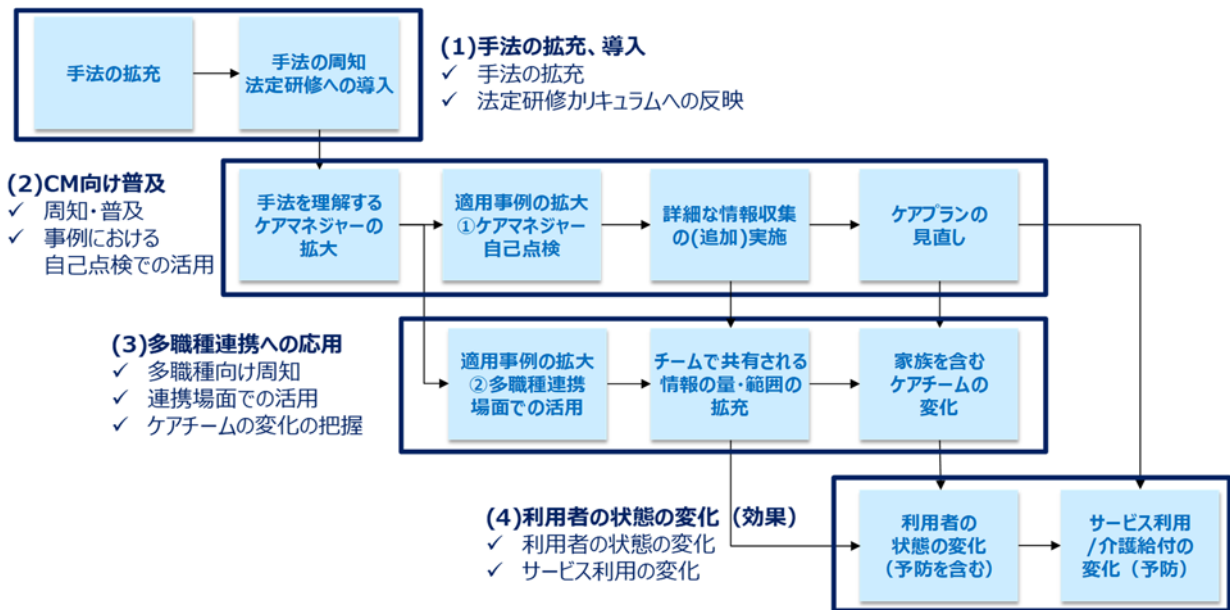 手法の拡充
手法の周知
法定研修への導入
(1)手法の拡充、導入
✓ 手法の拡充
✓ 法定研修カリキュラムへの反映
(2)CM向け普及
✓ 周知・普及
✓ 事例における
自己点検での活用
手法を理解する
ケアマネジャーの
拡大
適用事例の拡大
①ケアマネジャー
自己点検
詳細な情報収集
の(追加)実施
ケアプランの
見直し
(3)多職種連携への応用
✓ 多職種向け周知
✓ 連携場面での活用
✓ ケアチームの変化の把握
適用事例の拡大
②多職種連携
場面での活用
チームで共有される
情報の量・範囲の
拡充
家族を含む
ケアチームの
変化
(4)利用者の状態の変化（効果）
✓ 利用者の状態の変化
✓ サービス利用の変化
利用者の
状態の変化
（予防を含む）
サービス利用
/介護給付の
変化（予防）